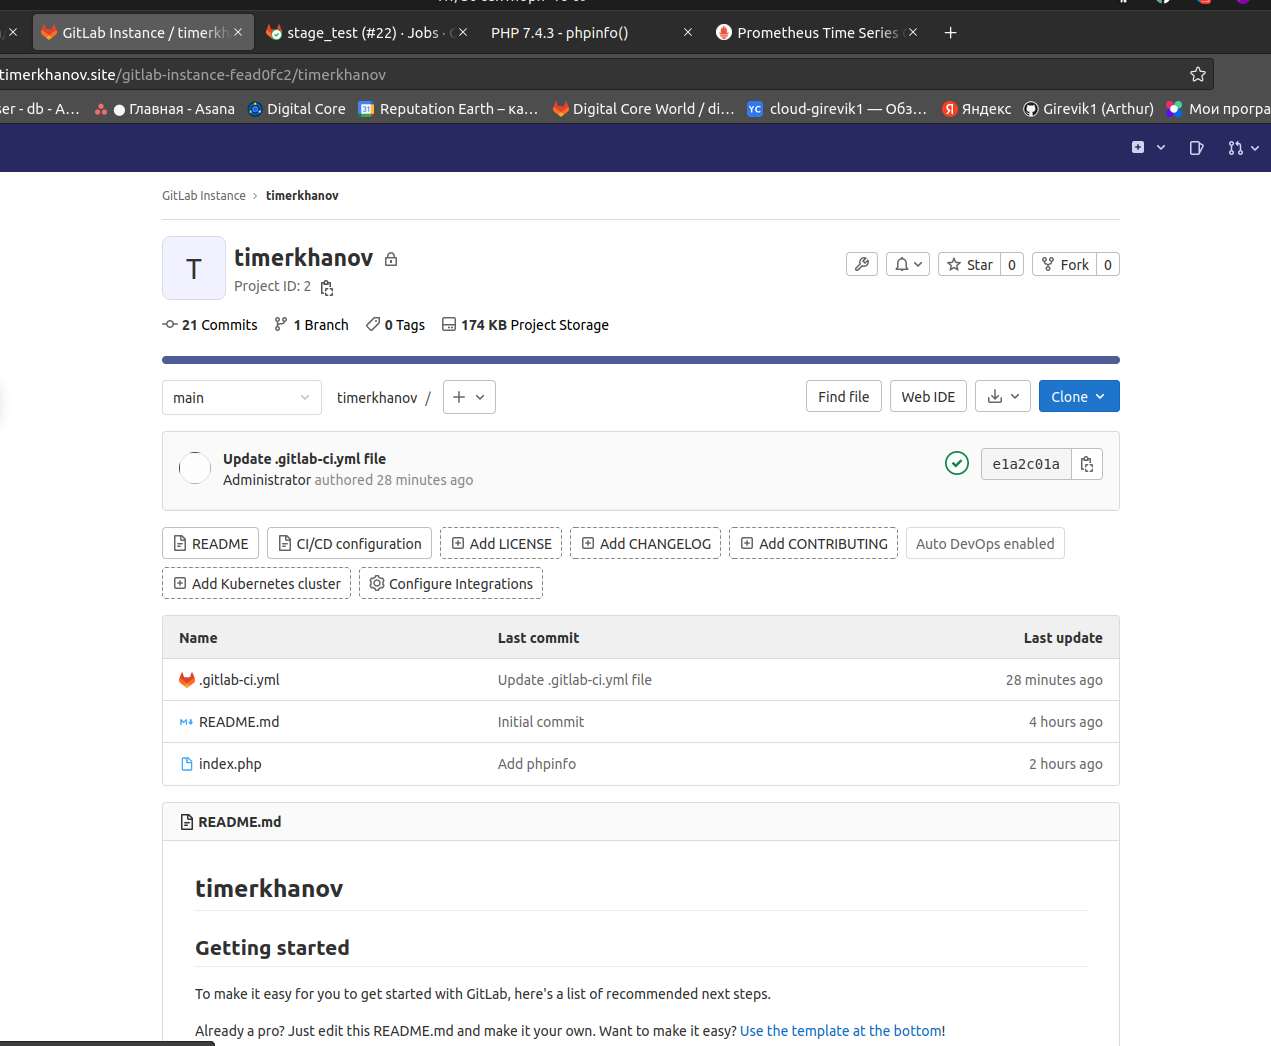 GitLab Instance / timerkh
stage_test (#22) · Jobs ·
PHP 7.4.3 - phpinfo()
Prometheus Time Series
timerkhanov.site/gitlab-instance-fead0fc2/timerkhanov
ser - db - A...
Главная - Asana
Digital Core
31
Reputation Earth – ка...
Digital Core World / di...
YC
cloud-girevik1 — Обз...
Я
Яндекс
Girevik1 (Arthur)
Мои програ
GitLab Instance › timerkhanov
T
timerkhanov
Project ID: 2
Star 0
Fork 0
21 Commits
1 Branch
0 Tags
174 KB Project Storage
main
timerkhanov /
Find file
Web IDE
Clone
Update .gitlab-ci.yml file
Administrator authored 28 minutes ago
e1a2c01a
README
CI/CD configuration
Add LICENSE
Add CHANGELOG
Add CONTRIBUTING
Auto DevOps enabled
Add Kubernetes cluster
Configure Integrations
Name Last commit Last update
.gitlab-ci.yml Update .gitlab-ci.yml file 28 minutes ago
README.md Initial commit 4 hours ago
index.php Add phpinfo 2 hours ago
README.md
timerkhanov
Getting started
To make it easy for you to get started with GitLab, here's a list of recommended next steps.
Already a pro? Just edit this README.md and make it your own. Want to make it easy? Use the template at the bottom!